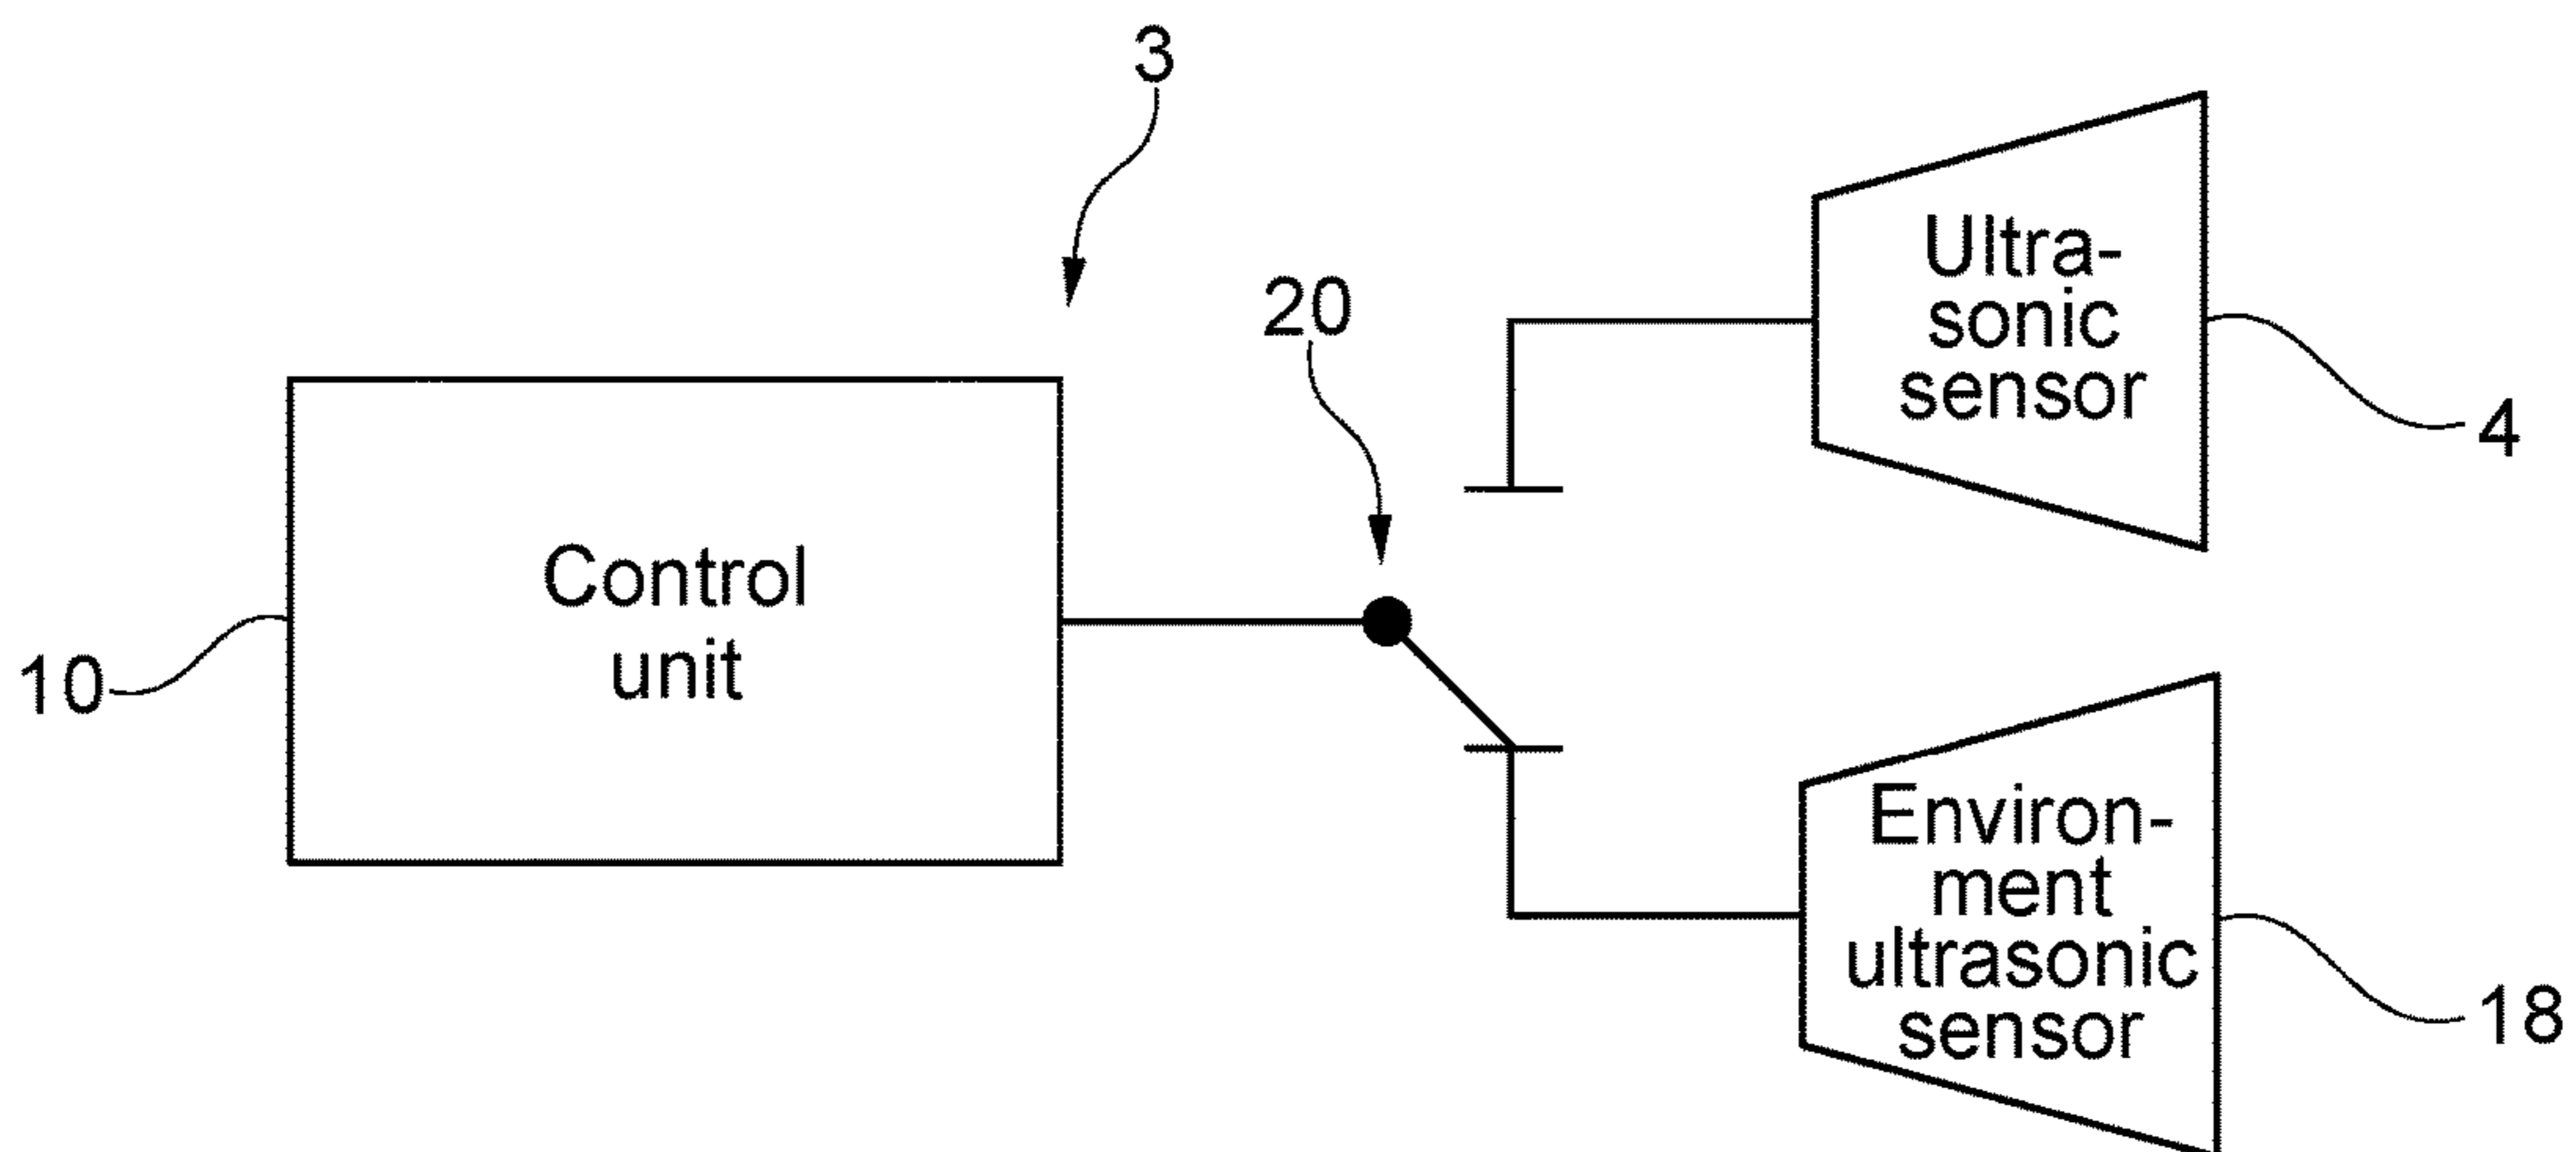 3
20
Ultra-
sonic
sensor
4
Control
unit
10
Environ-
ment
ultrasonic
sensor
18